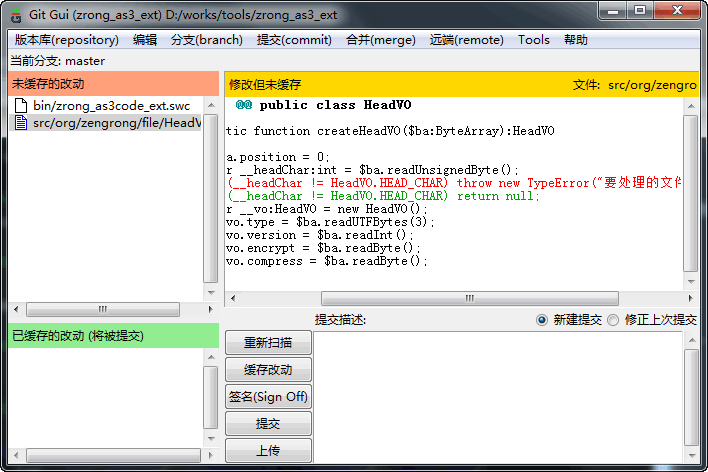 Git Gui (zrong_as3_ext) D:/works/tools/zrong_as3_ext
版本库(repository) 编辑 分支(branch) 提交(commit) 合并(merge) 远端(remote) Tools 帮助
当前分支: master
未缓存的改动
修改但未缓存 文件: src/org/zengro
bin/zrong_as3code_ext.swc
src/org/zengrong/file/HeadV
@@ public class HeadVO
tic function createHeadVO($ba:ByteArray):HeadVO
a.position = 0;
r __headChar:int = $ba.readUnsignedByte();
(__headChar != HeadVO.HEAD_CHAR) throw new TypeError("要处理的文件
(__headChar != HeadVO.HEAD_CHAR) return null;
r __vo:HeadVO = new HeadVO();
vo.type = $ba.readUTFBytes(3);
vo.version = $ba.readInt();
vo.encrypt = $ba.readByte();
vo.compress = $ba.readByte();
已缓存的改动 (将被提交)
提交描述: 新建提交 修正上次提交
重新扫描
缓存改动
签名(Sign Off)
提交
上传